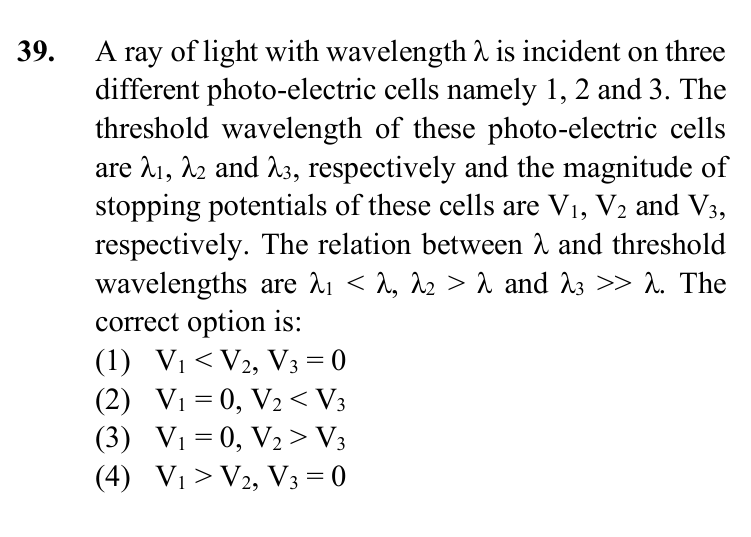 39. A ray of light with wavelength λ is incident on three
different photo-electric cells namely 1, 2 and 3. The
threshold wavelength of these photo-electric cells
are λ₁, λ₂ and λ₃, respectively and the magnitude of
stopping potentials of these cells are V₁, V₂ and V₃,
respectively. The relation between λ and threshold
wavelengths are λ₁ < λ, λ₂ > λ and λ₃ >> λ. The
correct option is:
(1) V₁ < V₂, V₃ = 0
(2) V₁ = 0, V₂ < V₃
(3) V₁ = 0, V₂ > V₃
(4) V₁ > V₂, V₃ = 0